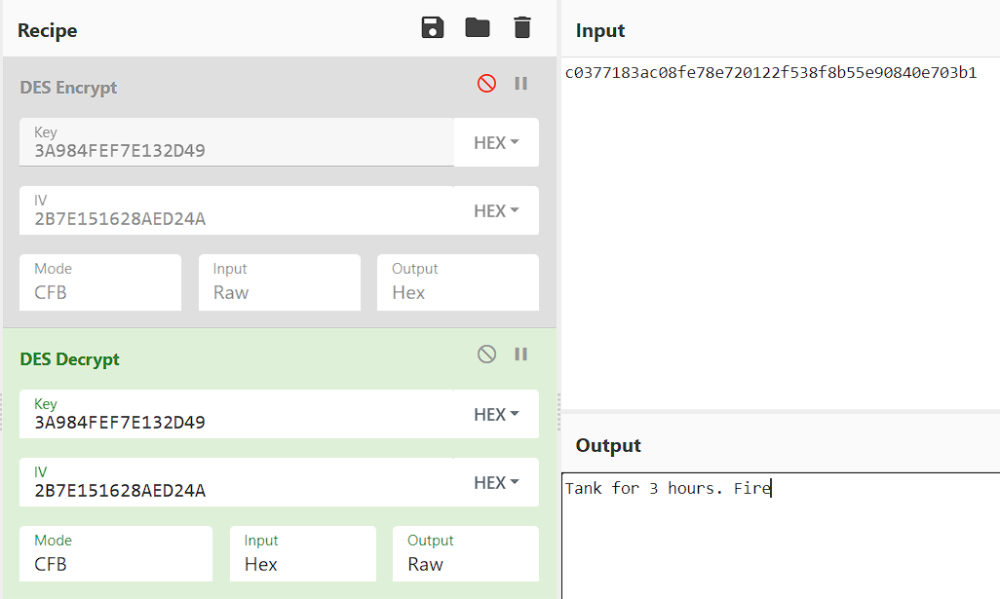 Recipe
DES Encrypt
Key
3A984FEF7E132D49
HEX
IV
2B7E151628AED24A
HEX
Mode
CFB
Input
Raw
Output
Hex
DES Decrypt
Key
3A984FEF7E132D49
HEX
IV
2B7E151628AED24A
HEX
Mode
CFB
Input
Hex
Output
Raw
Input
c0377183ac08fe78e720122f538f8b55e90840e703b1
Output
Tank for 3 hours. Fire